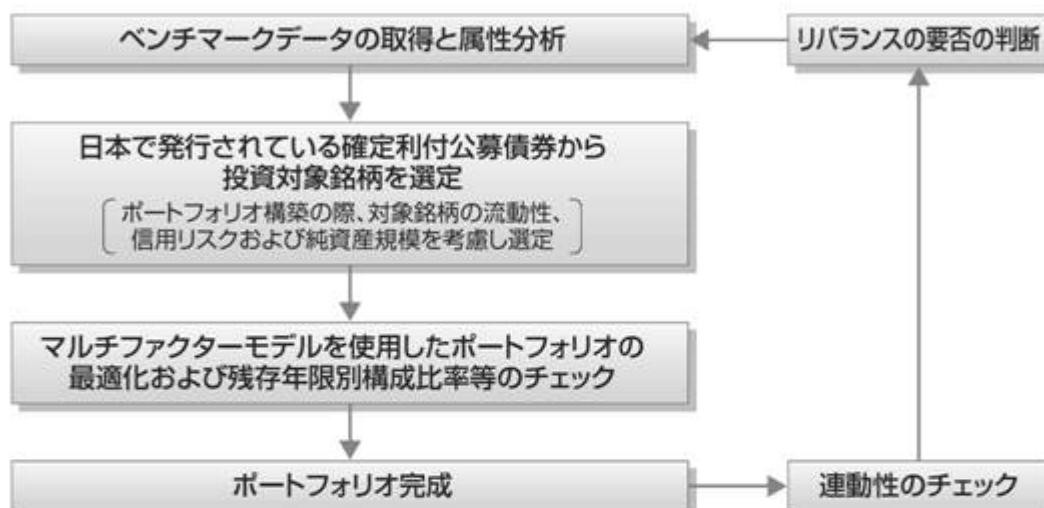 ベンチマークデータの取得と属性分析
リバランスの要否の判断
日本で発行されている確定利付公募債券から
投資対象銘柄を選定
ポートフォリオ構築の際、対象銘柄の流動性、
信用リスクおよび純資産規模を考慮し選定
マルチファクターモデルを使用したポートフォリオの
最適化および残存年限別構成比率等のチェック
ポートフォリオ完成
連動性のチェック